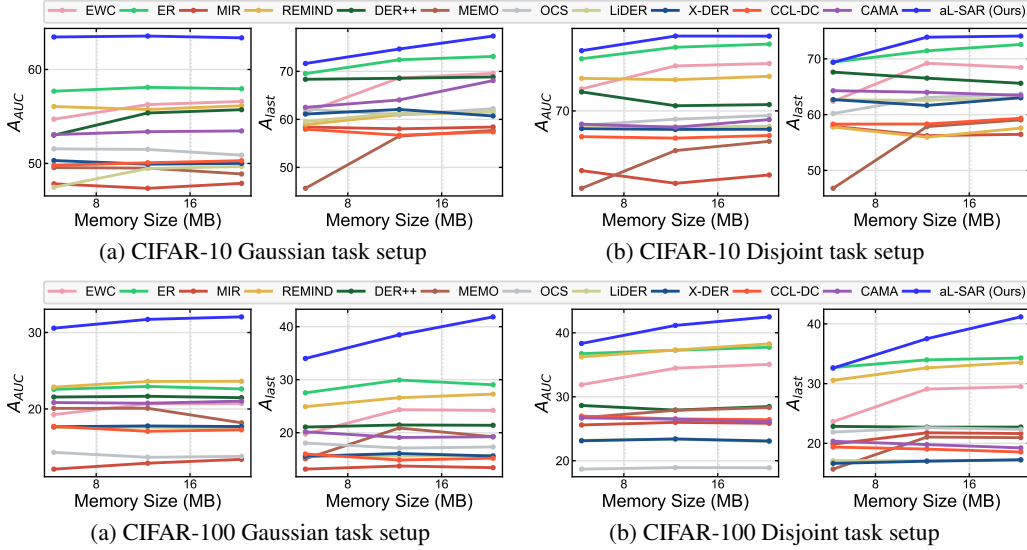 EWC ER MIR REMIND DER++ MEMO OCS LiDER X-DER CCL-DC CAMA aL-SAR (Ours)
A_AUC
60
50
8 16
Memory Size (MB)
A_last
70
60
50
8 16
Memory Size (MB)
A_AUC
70
8 16
Memory Size (MB)
A_last
70
60
50
8 16
Memory Size (MB)
(a) CIFAR-10 Gaussian task setup
(b) CIFAR-10 Disjoint task setup
EWC ER MIR REMIND DER++ MEMO OCS LiDER X-DER CCL-DC CAMA aL-SAR (Ours)
A_AUC
30
20
8 16
Memory Size (MB)
A_last
40
30
20
8 16
Memory Size (MB)
A_AUC
40
30
20
8 16
Memory Size (MB)
A_last
40
30
20
8 16
Memory Size (MB)
(a) CIFAR-100 Gaussian task setup
(b) CIFAR-100 Disjoint task setup